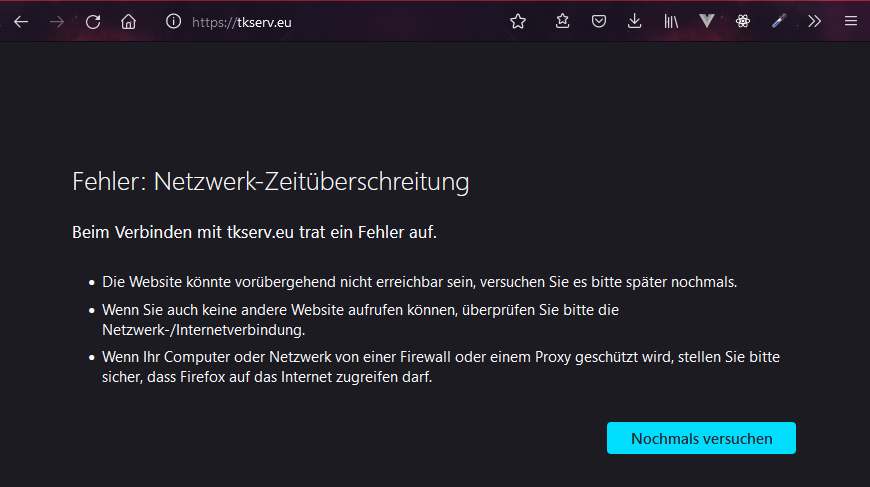 https://tkserv.eu
Fehler: Netzwerk-Zeitüberschreitung
Beim Verbinden mit tkserv.eu trat ein Fehler auf.
• Die Website könnte vorübergehend nicht erreichbar sein, versuchen Sie es bitte später nochmals.
• Wenn Sie auch keine andere Website aufrufen können, überprüfen Sie bitte die
Netzwerk-/Internetverbindung.
• Wenn Ihr Computer oder Netzwerk von einer Firewall oder einem Proxy geschützt wird, stellen Sie bitte
sicher, dass Firefox auf das Internet zugreifen darf.
Nochmals versuchen